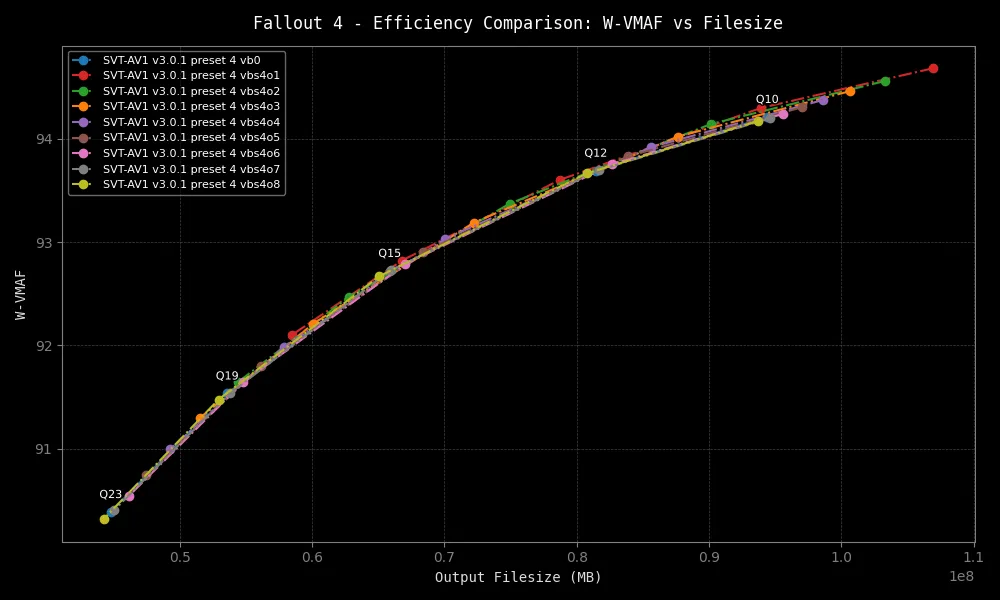 Fallout 4 - Efficiency Comparison: W-VMAF vs Filesize
SVT-AV1 v3.0.1 preset 4 vb0
SVT-AV1 v3.0.1 preset 4 vbs4o1
SVT-AV1 v3.0.1 preset 4 vbs4o2
SVT-AV1 v3.0.1 preset 4 vbs4o3
SVT-AV1 v3.0.1 preset 4 vbs4o4
SVT-AV1 v3.0.1 preset 4 vbs4o5
SVT-AV1 v3.0.1 preset 4 vbs4o6
SVT-AV1 v3.0.1 preset 4 vbs4o7
SVT-AV1 v3.0.1 preset 4 vbs4o8
Q10
Q12
Q15
Q19
Q23
W-VMAF
94
93
92
91
0.5 0.6 0.7 0.8 0.9 1.0 1.1
1e8
Output Filesize (MB)